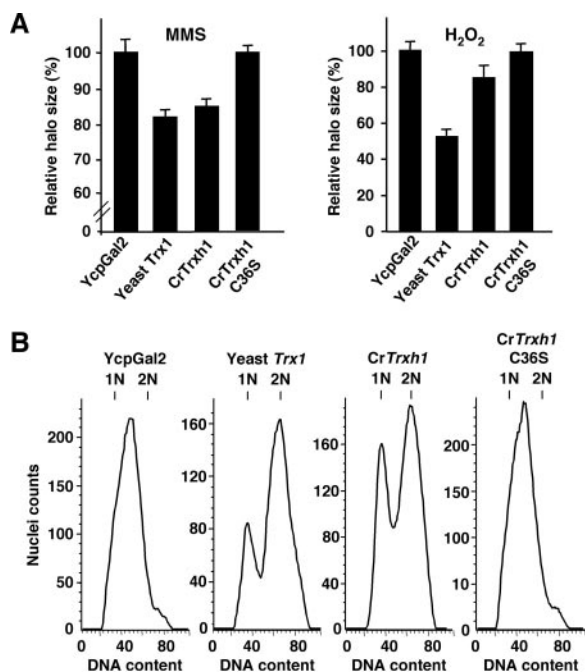 A
MMS
Relative halo size (%)
100
90
80
70
60
0
YcpGal2
Yeast Trx1
CrTrxh1
CrTrxh1
C36S
H2O2
Relative halo size (%)
100
80
60
40
20
0
YcpGal2
Yeast Trx1
CrTrxh1
CrTrxh1
C36S
B
YcpGal2
1N 2N
Nuclei counts
200
150
100
50
0
0 40 80
DNA content
Yeast Trx1
1N 2N
160
120
80
40
0 40 80
DNA content
CrTrxh1
1N 2N
160
120
80
40
0
0 40 80
DNA content
CrTrxh1
C36S
1N 2N
200
150
100
10
0
0 40 80
DNA content